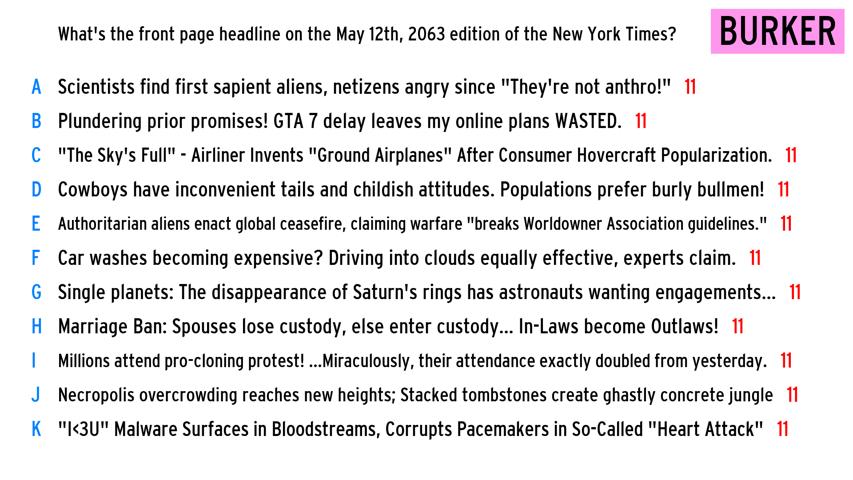 What's the front page headline on the May 12th, 2063 edition of the New York Times?
BURKER
A Scientists find first sapient aliens, netizens angry since "They're not anthro!" 11
B Plundering prior promises! GTA 7 delay leaves my online plans WASTED. 11
C "The Sky's Full" - Airliner Invents "Ground Airplanes" After Consumer Hovercraft Popularization. 11
D Cowboys have inconvenient tails and childish attitudes. Populations prefer burly bullmen! 11
E Authoritarian aliens enact global ceasefire, claiming warfare "breaks Worldowner Association guidelines." 11
F Car washes becoming expensive? Driving into clouds equally effective, experts claim. 11
G Single planets: The disappearance of Saturn's rings has astronauts wanting engagements... 11
H Marriage Ban: Spouses lose custody, else enter custody... In-Laws become Outlaws! 11
I Millions attend pro-cloning protest! ...Miraculously, their attendance exactly doubled from yesterday. 11
J Necropolis overcrowding reaches new heights; Stacked tombstones create ghastly concrete jungle 11
K "I<3U" Malware Surfaces in Bloodstreams, Corrupts Pacemakers in So-Called "Heart Attack" 11